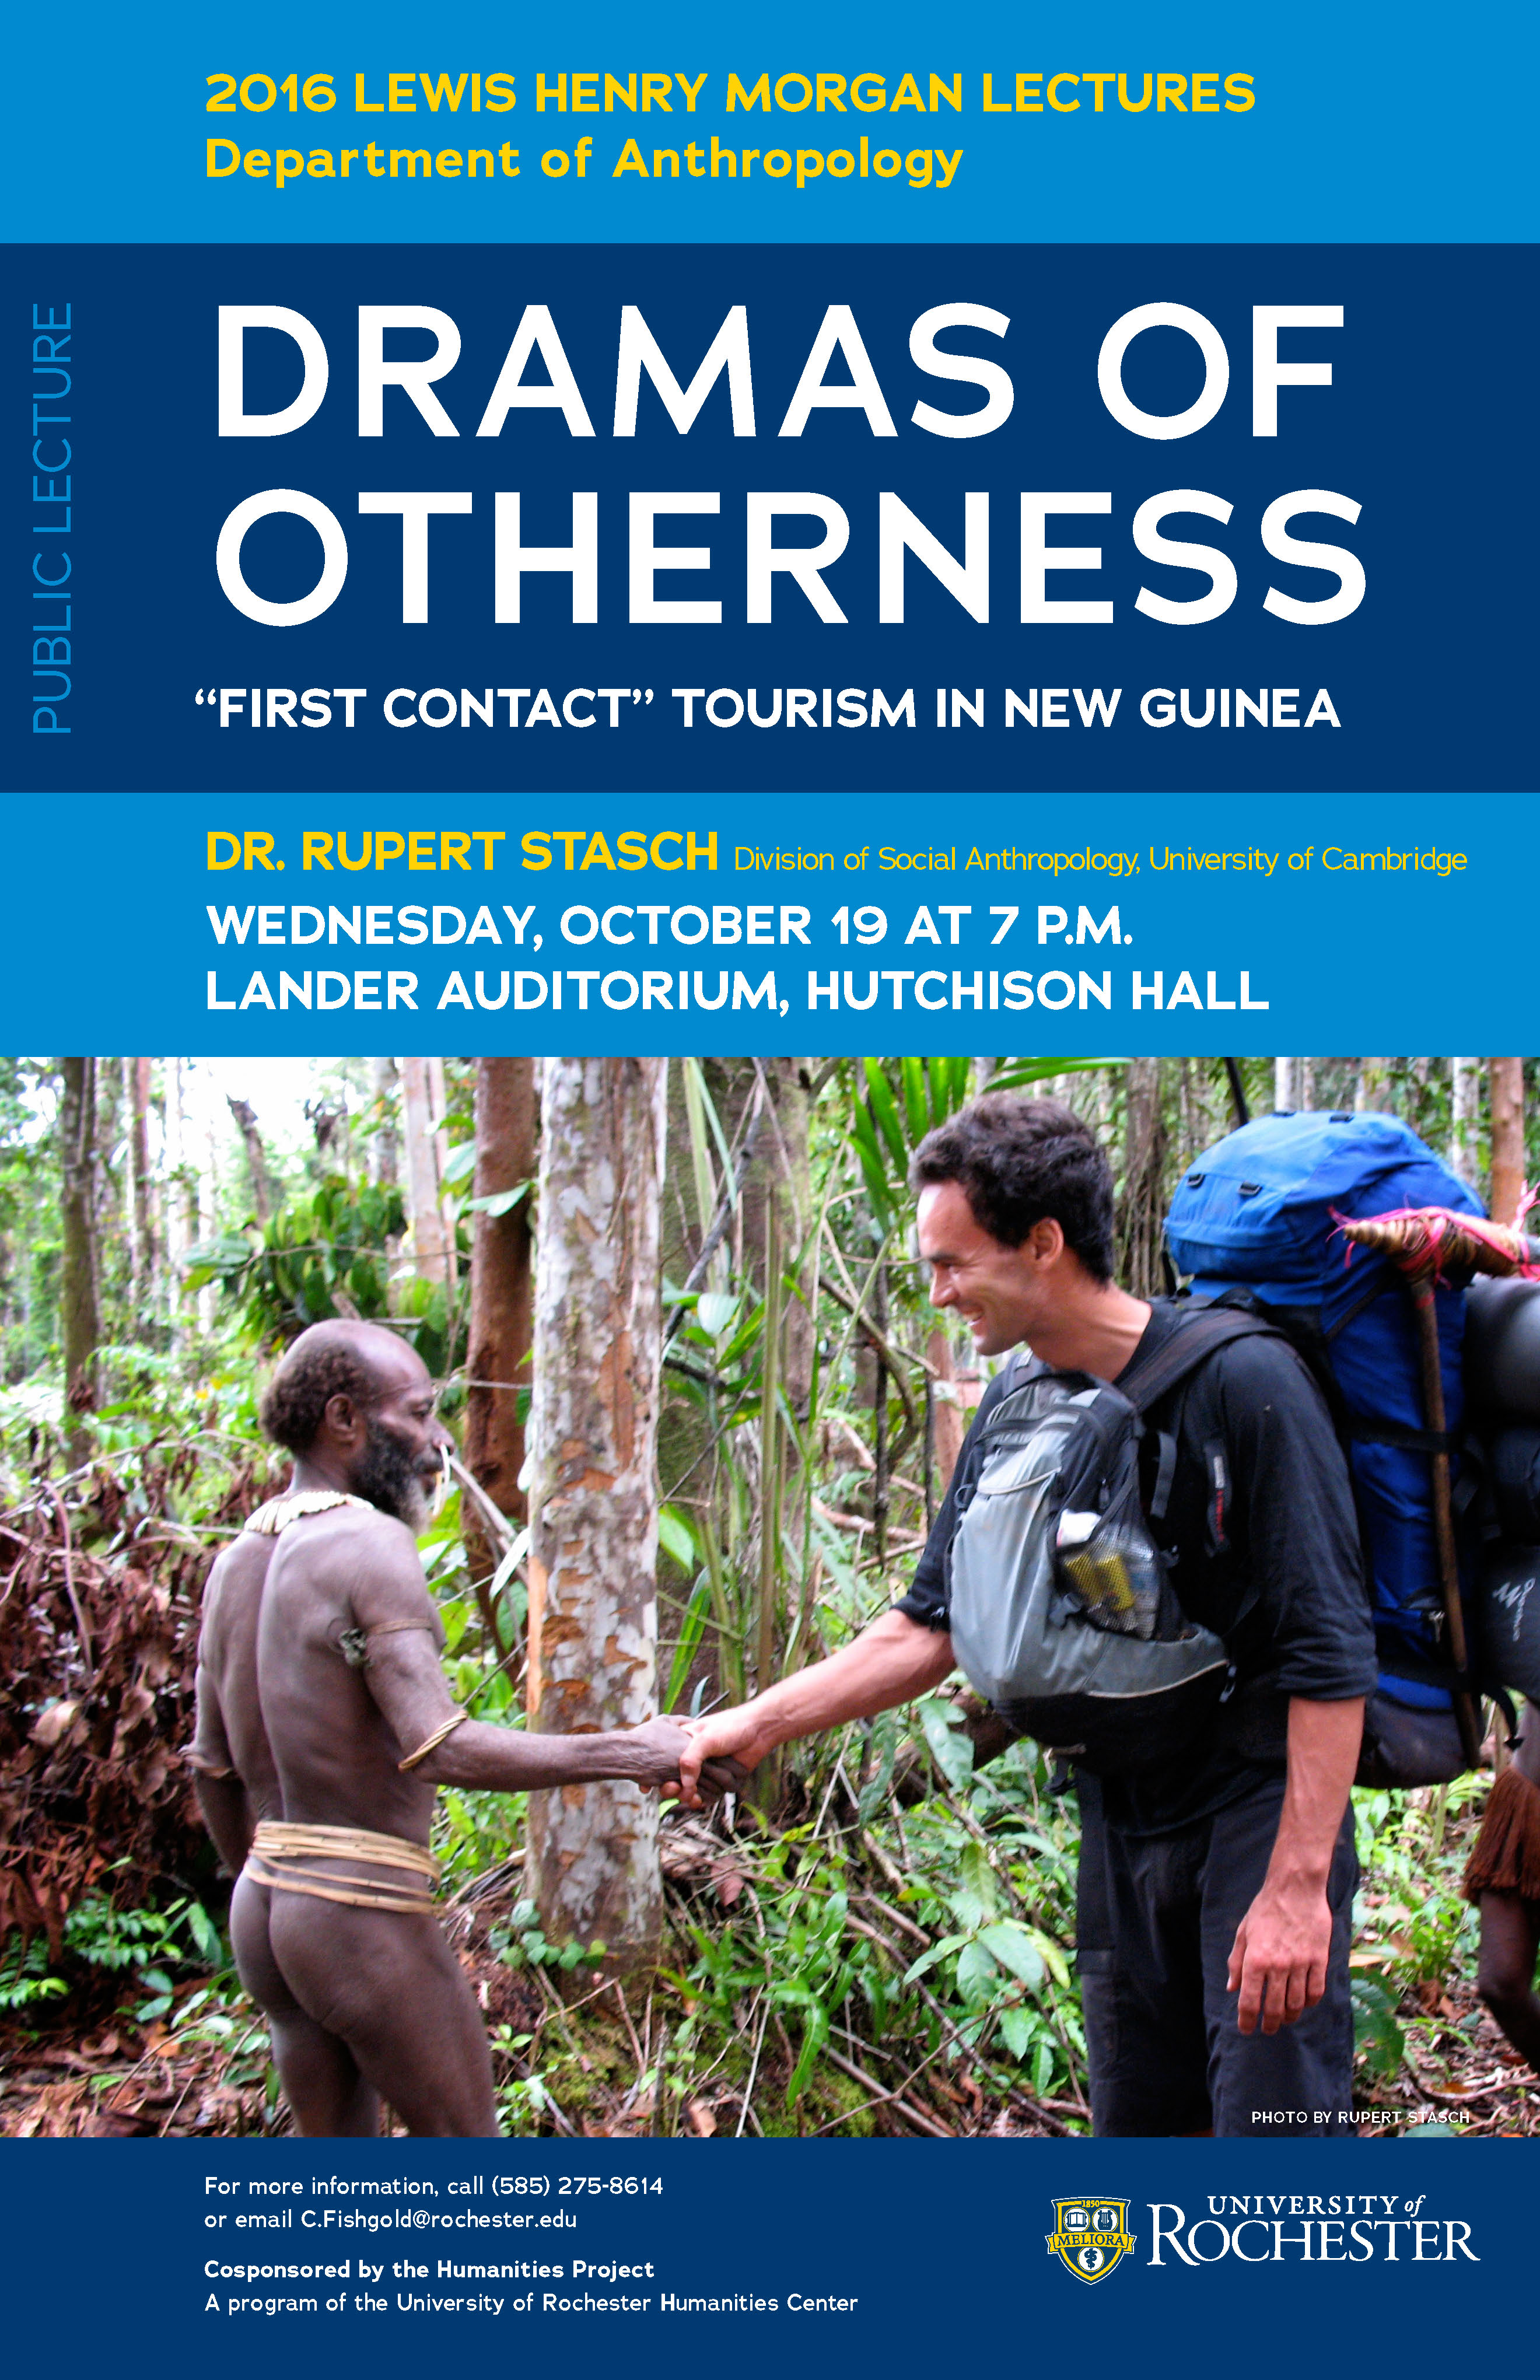 2016 LEWIS HENRY MORGAN LECTURES
Department of Anthropology
PUBLIC LECTURE
DRAMAS OF
OTHERNESS
“FIRST CONTACT” TOURISM IN NEW GUINEA
DR. RUPERT STASCH Division of Social Anthropology, University of Cambridge
WEDNESDAY, OCTOBER 19 AT 7 P.M.
LANDER AUDITORIUM, HUTCHISON HALL
PHOTO BY RUPERT STASCH
For more information, call (585) 275-8614
or email C.Fishgold@rochester.edu
Cosponsored by the Humanities Project
A program of the University of Rochester Humanities Center
1850
MELIORA
UNIVERSITY of
ROCHESTER